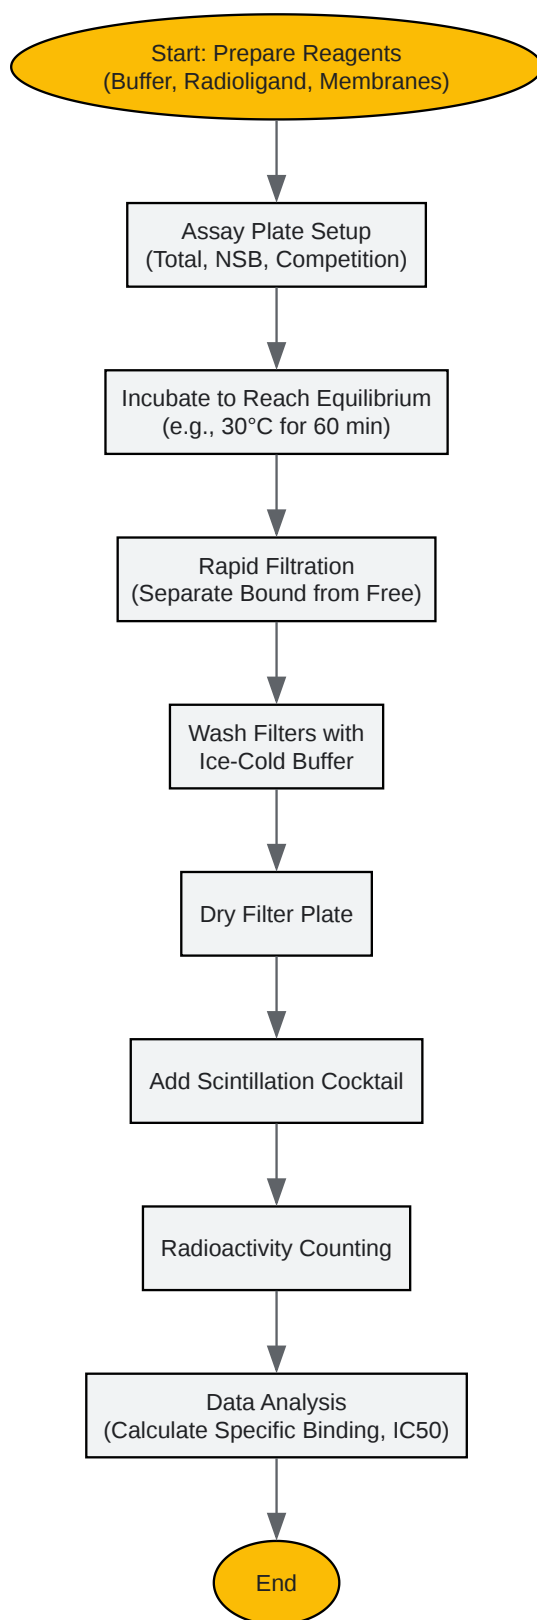 Start: Prepare Reagents
(Buffer, Radioligand, Membranes)
Assay Plate Setup
(Total, NSB, Competition)
Incubate to Reach Equilibrium
(e.g., 30°C for 60 min)
Rapid Filtration
(Separate Bound from Free)
Wash Filters with
Ice-Cold Buffer
Dry Filter Plate
Add Scintillation Cocktail
Radioactivity Counting
Data Analysis
(Calculate Specific Binding, IC50)
End